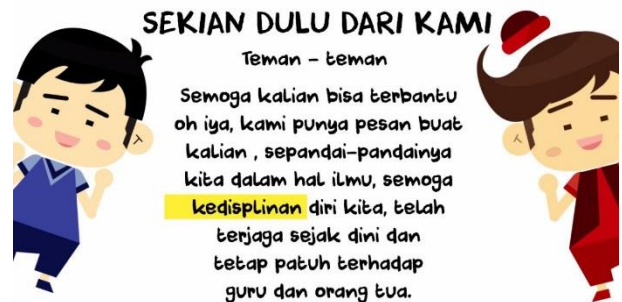 SEKIAN DULU DARI KAMI
Teman - teman
Semoga kalian bisa terbantu
oh iya, kami punya pesan buat
kalian , sepandai-pandainya
kita dalam hal ilmu, semoga
kedisplinan diri kita, telah
terjaga sejak dini dan
tetap patuh terhadap
guru dan orang tua.